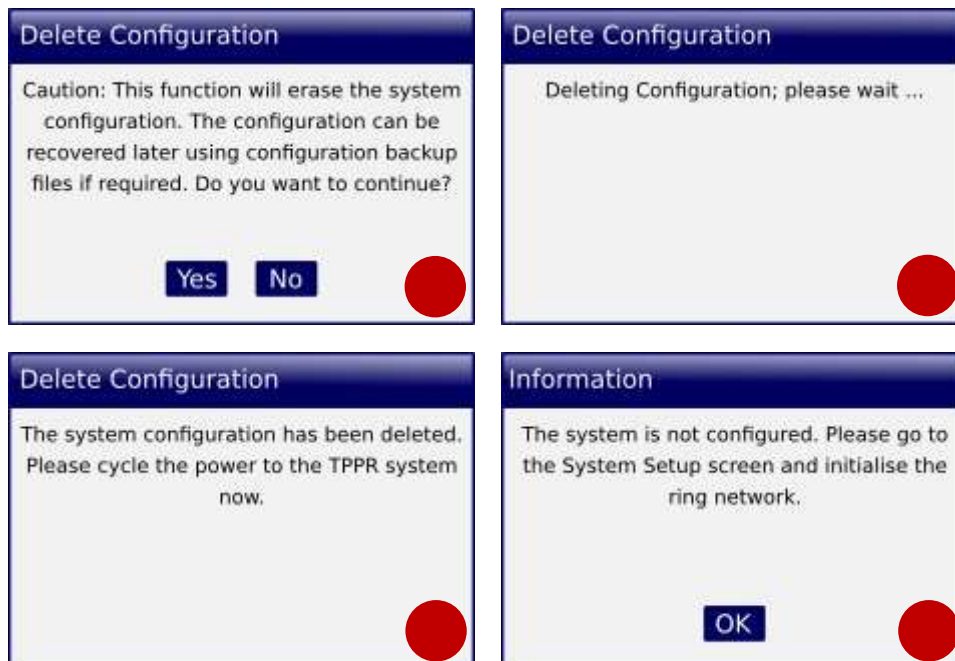 Delete Configuration
Caution: This function will erase the system
configuration. The configuration can be
recovered later using configuration backup
files if required. Do you want to continue?
Yes No
Delete Configuration
Deleting Configuration; please wait ...
Delete Configuration
The system configuration has been deleted.
Please cycle the power to the TPPR system
now.
Information
The system is not configured. Please go to
the System Setup screen and initialise the
ring network.
OK